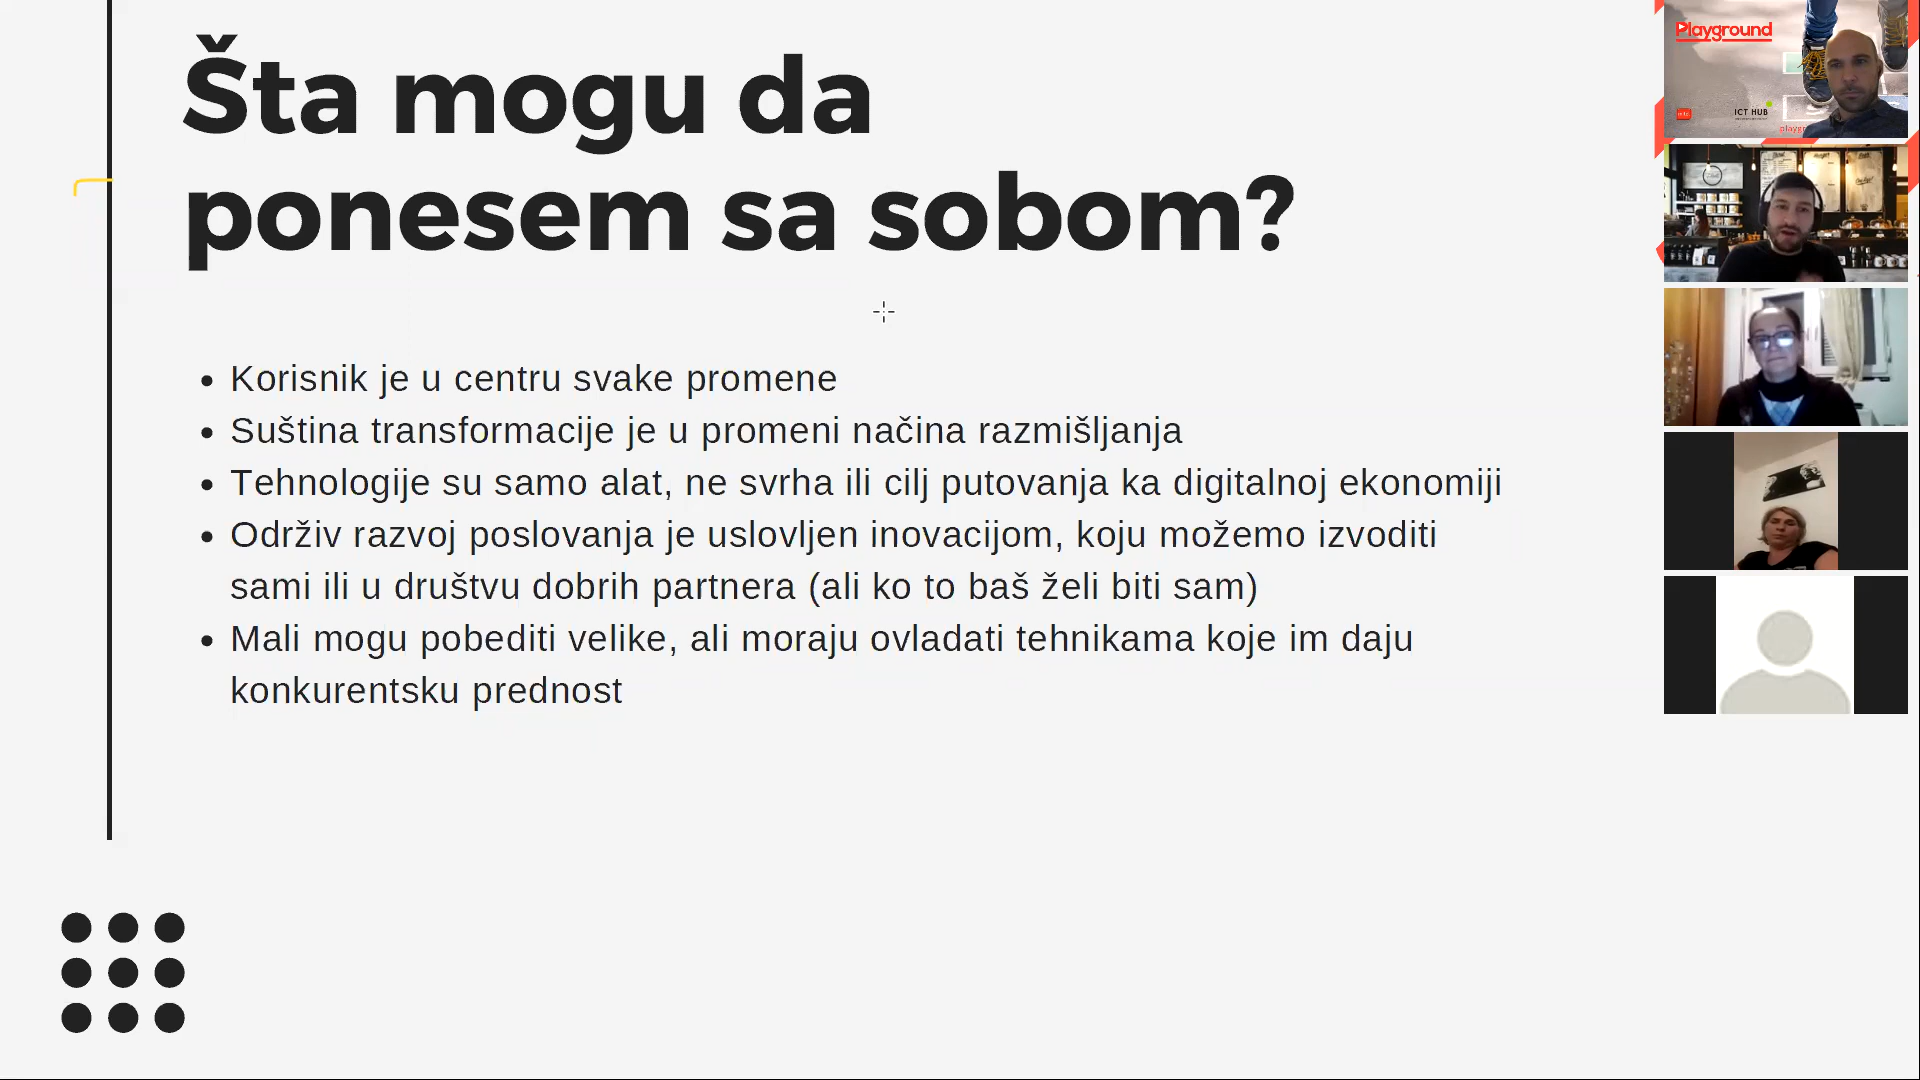 Šta mogu da
ponesem sa sobom?
Korisnik je u centru svake promene
Suština transformacije je u promeni načina razmišljanja
Tehnologije su samo alat, ne svrha ili cilj putovanja ka digitalnoj ekonomiji
Održiv razvoj poslovanja je uslovljen inovacijom, koju možemo izvoditi
sami ili u društvu dobrih partnera (ali ko to baš želi biti sam)
Mali mogu pobediti velike, ali moraju ovladati tehnikama koje im daju
konkurentsku prednost
Playground
ICT HUB